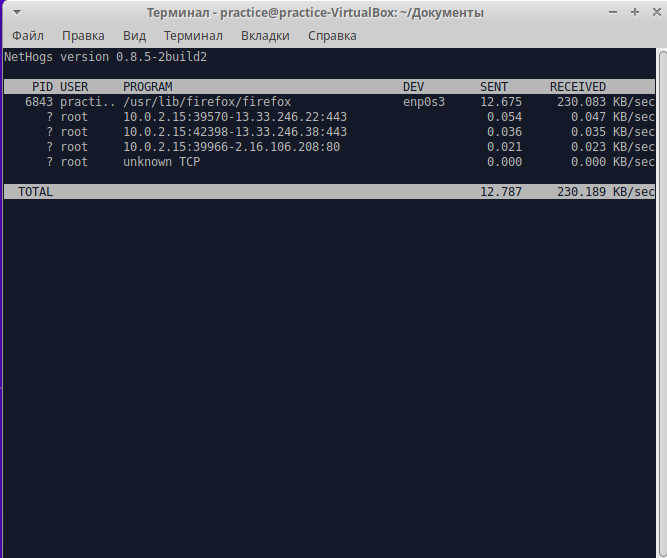 Терминал - practice@practice-VirtualBox: ~/Документы
Файл Правка Вид Терминал Вкладки Справка
NetHogs version 0.8.5-2build2
PID USER PROGRAM DEV SENT RECEIVED
6843 practi.. /usr/lib/firefox/firefox enp0s3 12.675 230.083 KB/sec
? root 10.0.2.15:39570-13.33.246.22:443 0.054 0.047 KB/sec
? root 10.0.2.15:42398-13.33.246.38:443 0.036 0.035 KB/sec
? root 10.0.2.15:39966-2.16.106.208:80 0.021 0.023 KB/sec
? root unknown TCP 0.000 0.000 KB/sec
TOTAL 12.787 230.189 KB/sec